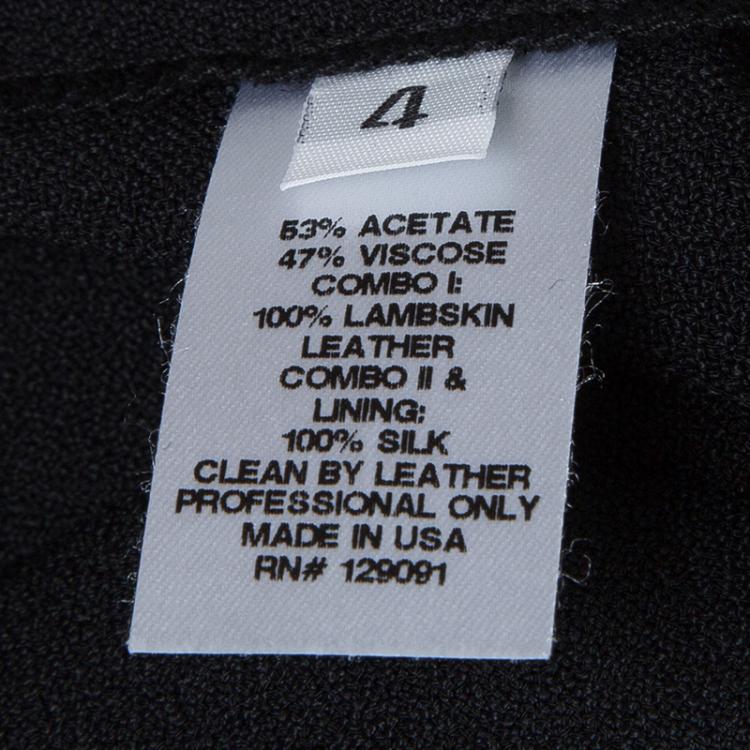 4
53% ACETATE
47% VISCOSE
COMBO I:
100% LAMBSKIN
LEATHER
COMBO II &
LINING:
100% SILK
CLEAN BY LEATHER
PROFESSIONAL ONLY
MADE IN USA
RN# 129091